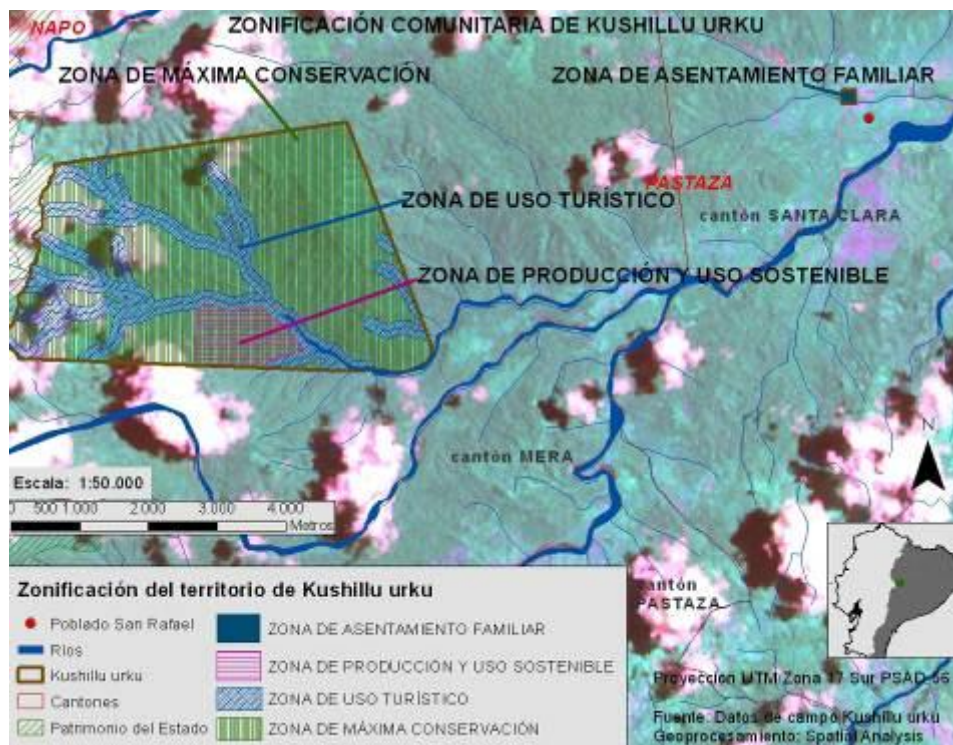 NAPO
ZONIFICACIÓN COMUNITARIA DE KUSHILLU URKU
ZONA DE MÁXIMA CONSERVACIÓN
ZONA DE ASENTAMIENTO FAMILIAR
PASTAZA
ZONA DE USO TURÍSTICO
cantón SANTA CLARA
ZONA DE PRODUCCIÓN Y USO SOSTENIBLE
cantón MERA
N
Escala: 1:50.000
0 500 1.000 2.000 3.000 4.000
Metros
cantón
PASTAZA
Zonificación del territorio de Kushillu urku
Poblado San Rafael
Ríos
Kushillu urku
Cantones
Patrimonio del Estado
ZONA DE ASENTAMIENTO FAMILIAR
ZONA DE PRODUCCIÓN Y USO SOSTENIBLE
ZONA DE USO TURÍSTICO
ZONA DE MÁXIMA CONSERVACIÓN
Proyección UTM Zona 17 Sur PSAD 56
Fuente: Datos de campo Kushillu urku
Geoprocesamiento: Spatial Analysis